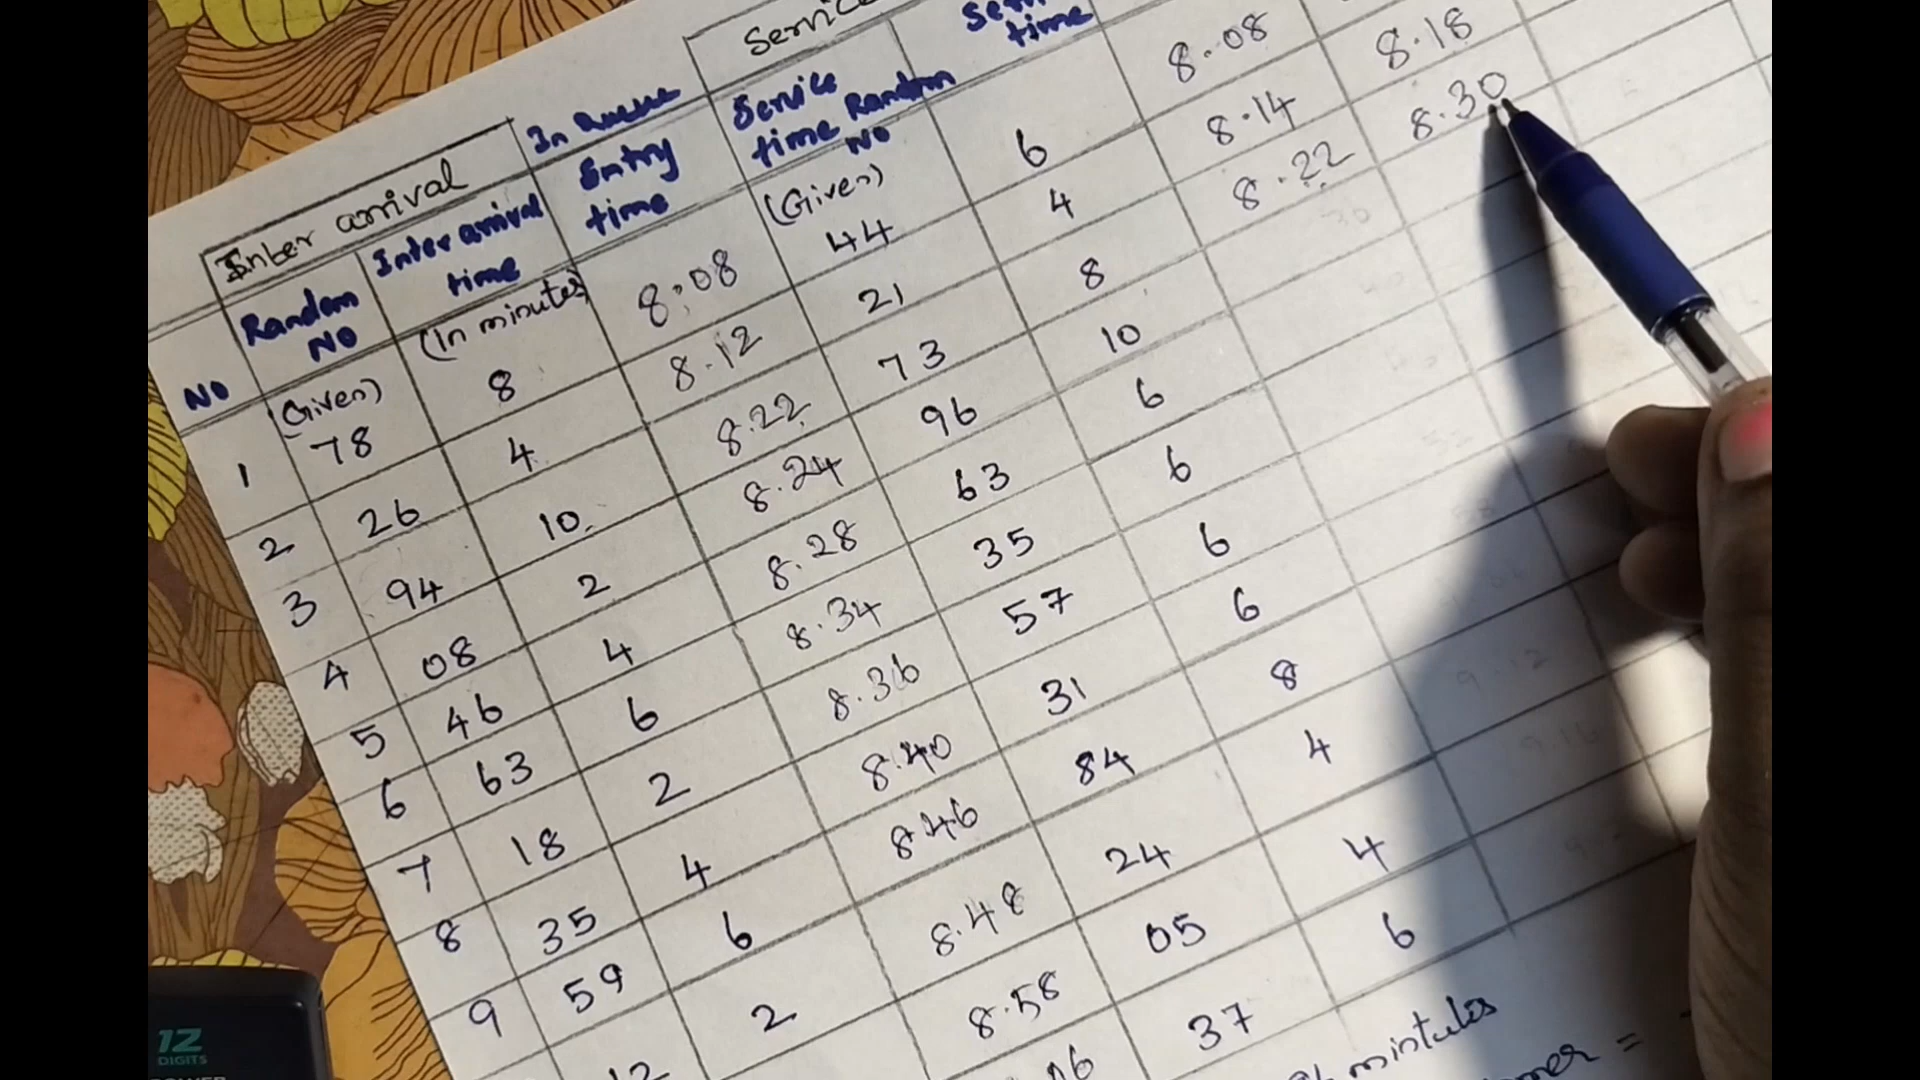 Inter arrival
In queue Entry time
Service
NO
Random NO (Given)
Inter arrival time (In minutes)
Service time Random NO (Given)
time
1 78 8 8:08 44 6 8.08
2 26 4 8.12 21 4 8.14 8.18
3 94 10 8.22 73 8 8.22 8.30
4 08 2 8.24 96 10
5 46 4 8.28 63 6
6 63 6 8.34 35 6
7 18 2 8.36 57 6
8 35 4 8.40 31 6
9 59 6 8.46 84 8
12 2 8.48 24 4
8.58 05 4
06 37 6
mintules
=
12
DIGITS